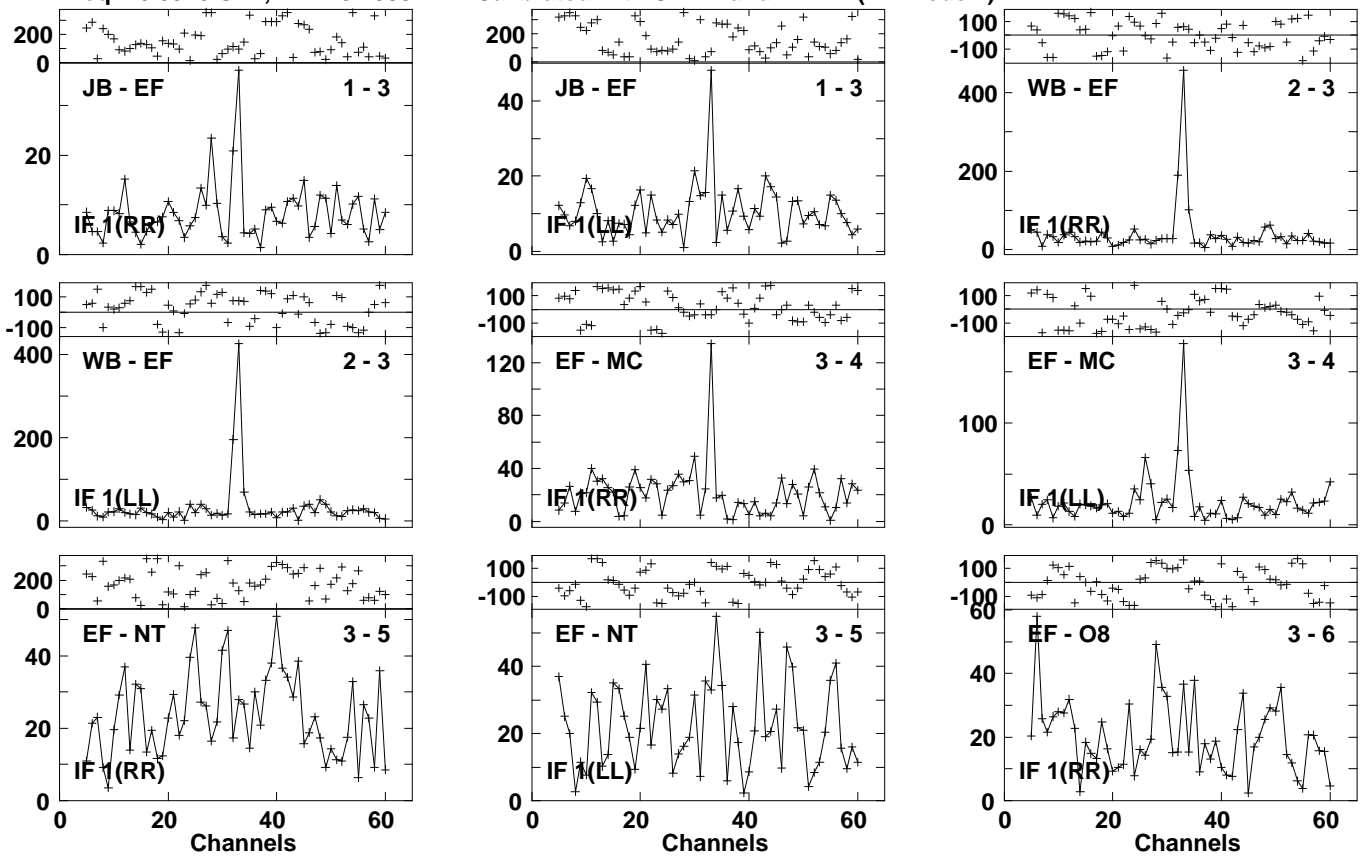 200
0
200
0
100
-100
JB - EF 1 - 3
JB - EF 1 - 3
WB - EF 2 - 3
20
0
40
20
0
400
200
0
IF 1(RR)
IF 1(LL)
IF 1(RR)
100
-100
100
-100
100
-100
WB - EF 2 - 3
EF - MC 3 - 4
EF - MC 3 - 4
400
200
0
120
80
40
0
100
0
IF 1(LL)
IF 1(RR)
IF 1(LL)
200
0
100
-100
100
-100
60
EF - NT 3 - 5
EF - NT 3 - 5
EF - O8 3 - 6
40
20
0
40
20
0
40
20
0
IF 1(RR)
IF 1(LL)
IF 1(RR)
0 20 40 60
0 20 40 60
0 20 40 60
Channels
Channels
Channels